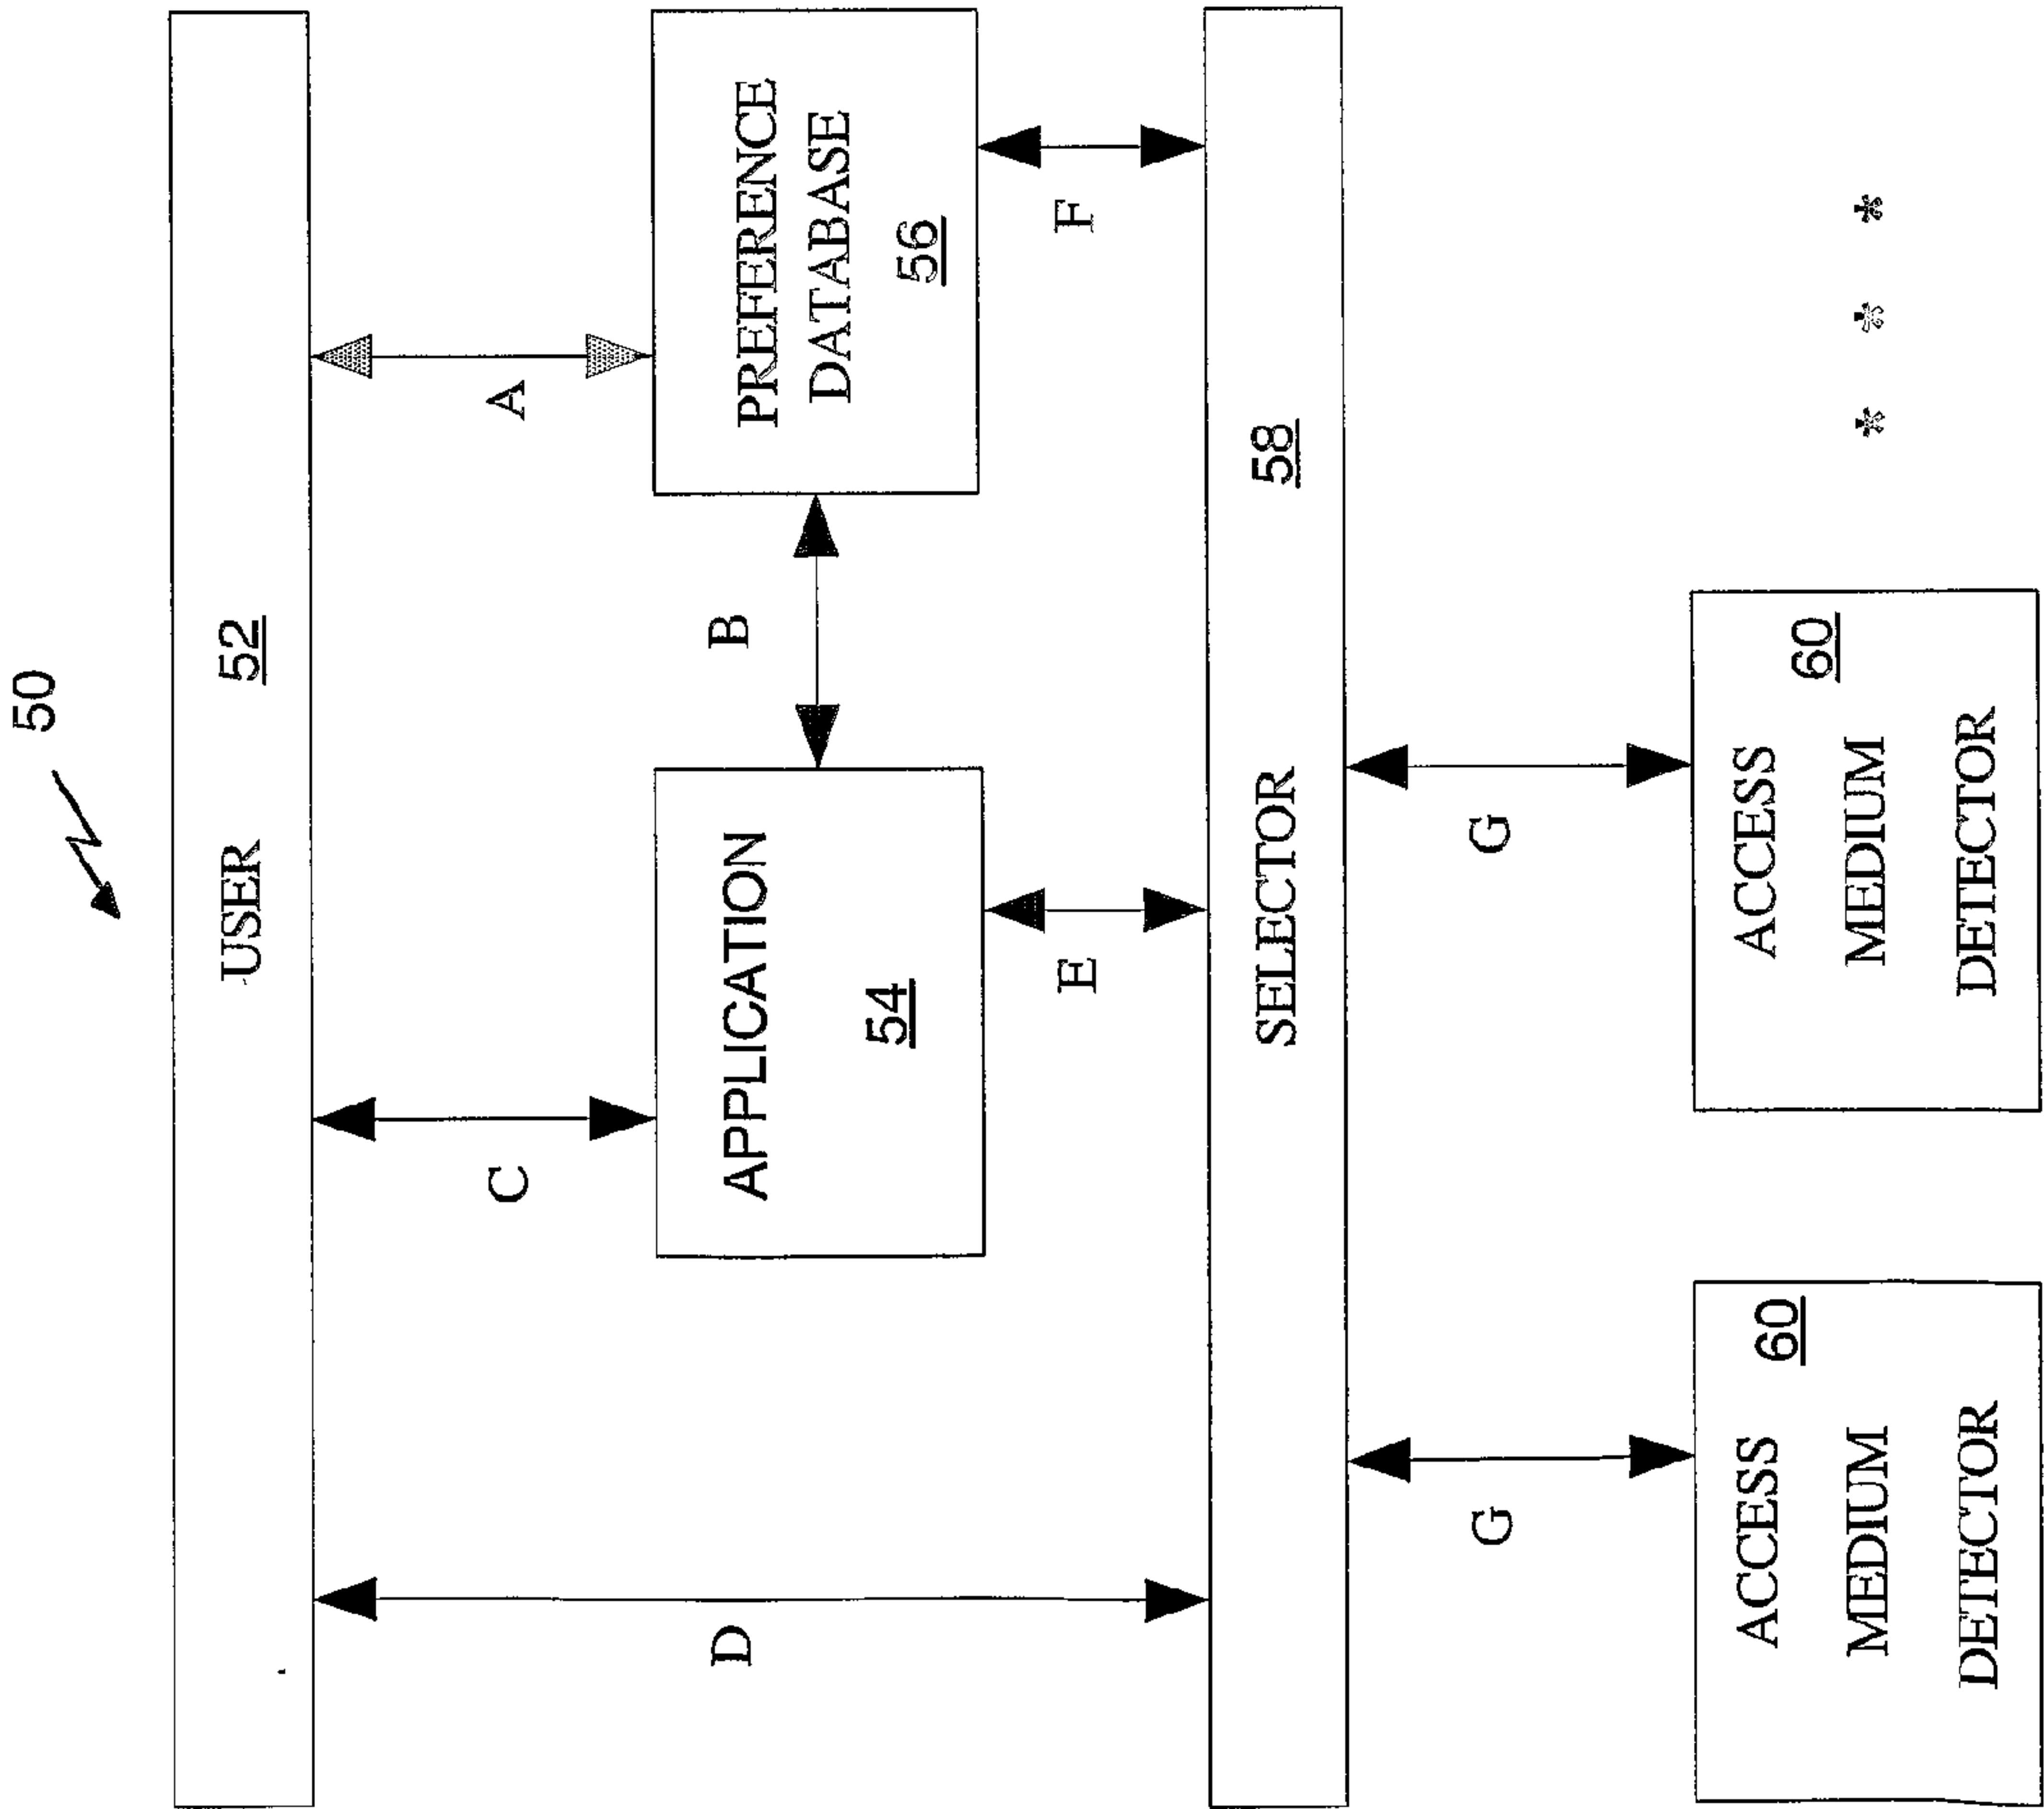 50
USER 52
D
C
A
APPLICATION
54
B
PREFERENCE
DATABASE
56
E
F
SELECTOR 58
G
G
ACCESS
60
MEDIUM
DETECTOR
ACCESS
60
MEDIUM
DETECTOR
* * *